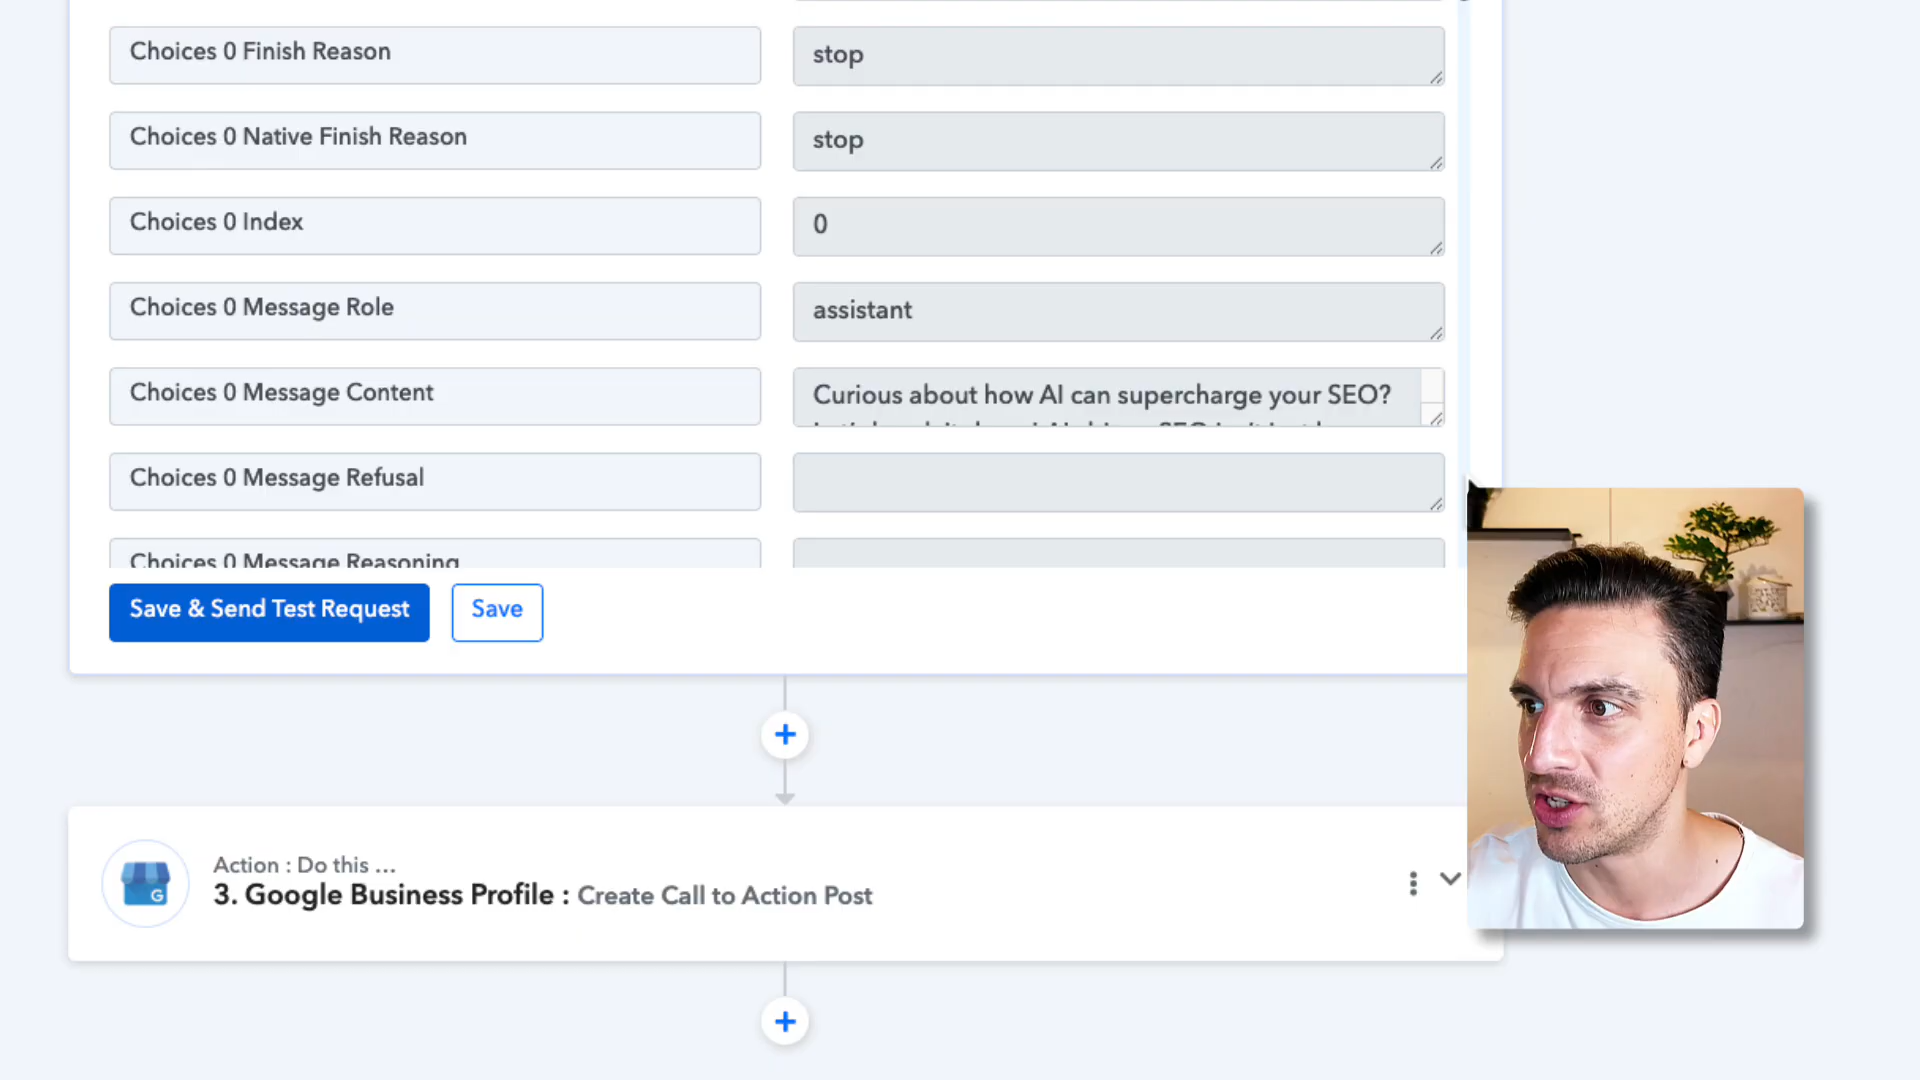 Choices 0 Finish Reason
stop
Choices 0 Native Finish Reason
stop
Choices 0 Index
0
Choices 0 Message Role
assistant
Choices 0 Message Content
Curious about how AI can supercharge your SEO?
Choices 0 Message Refusal
Choices 0 Message Reasoning
Save & Send Test Request
Save
Action : Do this ...
3. Google Business Profile : Create Call to Action Post
G